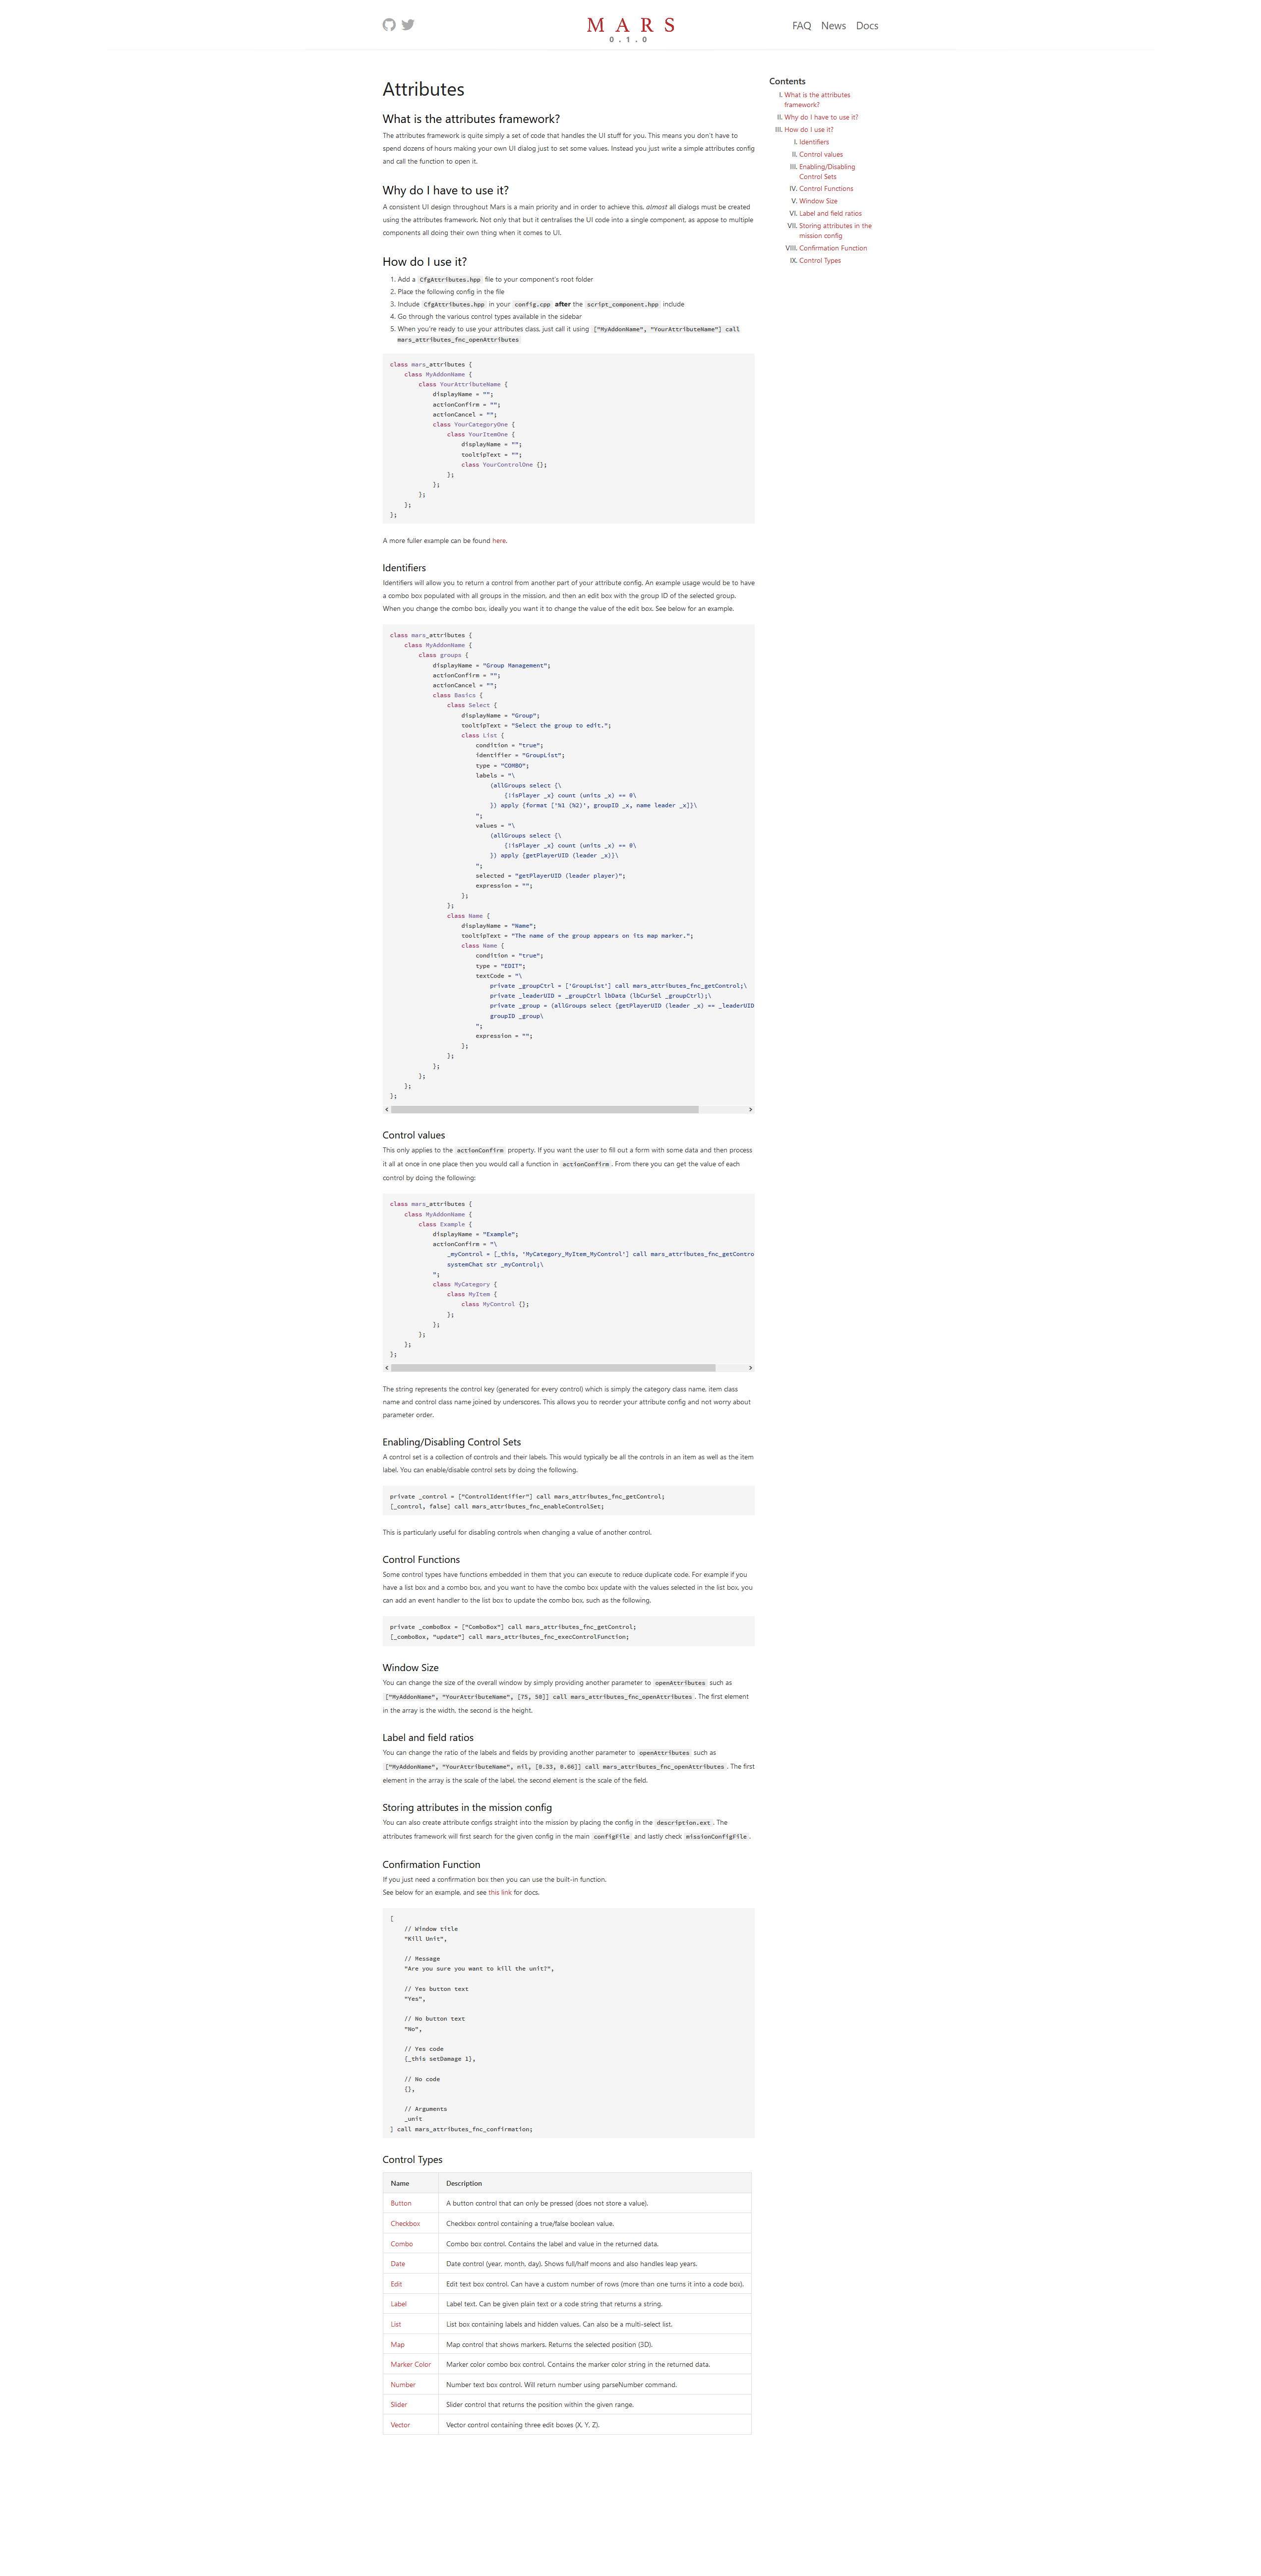 MARS
0.1.0
FAQ News Docs
Attributes
What is the attributes framework?
The attributes framework is quite simply a set of code that handles the UI stuff for you. This means you don't have to
spend dozens of hours making your own UI dialog just to set some values. Instead you just write a simple attributes config
and call the function to open it.
Why do I have to use it?
A consistent UI design throughout Mars is a main priority and in order to achieve this, almost all dialogs must be created
using the attributes framework. Not only that but it centralises the UI code into a single component, as appose to multiple
components all doing their own thing when it comes to UI.
How do I use it?
1. Add a CfgAttributes.hpp file to your component's root folder
2. Place the following config in the file
3. Include CfgAttributes.hpp in your config.cpp after the script_component.hpp include
4. Go through the various control types available in the sidebar
5. When you're ready to use your attributes class, just call it using ["MyAddonName", "YourAttributeName"] call
mars_attributes_fnc_openAttributes
class mars_attributes {
class MyAddonName {
class YourAttributeName {
displayName = "";
actionConfirm = "";
actionCancel = "";
class YourCategoryOne {
class YourItemOne {
displayName = "";
tooltipText = "";
class YourControlOne {};
};
};
};
};
};
A more fuller example can be found here.
Identifiers
Identifiers will allow you to return a control from another part of your attribute config. An example usage would be to have
a combo box populated with all groups in the mission, and then an edit box with the group ID of the selected group.
When you change the combo box, ideally you want it to change the value of the edit box. See below for an example.
class mars_attributes {
class MyAddonName {
class groups {
displayName = "Group Management";
actionConfirm = "";
actionCancel = "";
class Basics {
class Select {
displayName = "Group";
tooltipText = "Select the group to edit.";
class List {
condition = "true";
identifier = "GroupList";
type = "COMBO";
labels = "\
(allGroups select {\
{!isPlayer _x} count (units _x) == 0\
}) apply {format ['%1 (%2)', groupID _x, name leader _x]}\
";
values = "\
(allGroups select {\
{!isPlayer _x} count (units _x) == 0\
}) apply {getPlayerUID (leader _x)}\
";
selected = "getPlayerUID (leader player)";
expression = "";
};
};
class Name {
displayName = "Name";
tooltipText = "The name of the group appears on its map marker.";
class Name {
condition = "true";
type = "EDIT";
textCode = "\
private _groupCtrl = ['GroupList'] call mars_attributes_fnc_getControl;\
private _leaderUID = _groupCtrl lbData (lbCurSel _groupCtrl);\
private _group = (allGroups select {getPlayerUID (leader _x) == _leaderUID
groupID _group\
";
expression = "";
};
};
};
};
};
};
Control values
This only applies to the actionConfirm property. If you want the user to fill out a form with some data and then process
it all at once in one place then you would call a function in actionConfirm. From there you can get the value of each
control by doing the following:
class mars_attributes {
class MyAddonName {
class Example {
displayName = "Example";
actionConfirm = "\
_myControl = [_this, 'MyCategory_MyItem_MyControl'] call mars_attributes_fnc_getContro
systemChat str _myControl;\
";
class MyCategory {
class MyItem {
class MyControl {};
};
};
};
};
};
The string represents the control key (generated for every control) which is simply the category class name, item class
name and control class name joined by underscores. This allows you to reorder your attribute config and not worry about
parameter order.
Enabling/Disabling Control Sets
A control set is a collection of controls and their labels. This would typically be all the controls in an item as well as the item
label. You can enable/disable control sets by doing the following.
private _control = ["ControlIdentifier"] call mars_attributes_fnc_getControl;
[_control, false] call mars_attributes_fnc_enableControlSet;
This is particularly useful for disabling controls when changing a value of another control.
Control Functions
Some control types have functions embedded in them that you can execute to reduce duplicate code. For example if you
have a list box and a combo box, and you want to have the combo box update with the values selected in the list box, you
can add an event handler to the list box to update the combo box, such as the following.
private _comboBox = ["ComboBox"] call mars_attributes_fnc_getControl;
[_comboBox, "update"] call mars_attributes_fnc_execControlFunction;
Window Size
You can change the size of the overall window by simply providing another parameter to openAttributes such as
["MyAddonName", "YourAttributeName", [75, 50]] call mars_attributes_fnc_openAttributes. The first element
in the array is the width, the second is the height.
Label and field ratios
You can change the ratio of the labels and fields by providing another parameter to openAttributes such as
["MyAddonName", "YourAttributeName", nil, [0.33, 0.66]] call mars_attributes_fnc_openAttributes. The first
element in the array is the scale of the label, the second element is the scale of the field.
Storing attributes in the mission config
You can also create attribute configs straight into the mission by placing the config in the description.ext. The
attributes framework will first search for the given config in the main configFile and lastly check missionConfigFile.
Confirmation Function
If you just need a confirmation box then you can use the built-in function.
See below for an example, and see this link for docs.
[
// Window title
"Kill Unit",
// Message
"Are you sure you want to kill the unit?",
// Yes button text
"Yes",
// No button text
"No",
// Yes code
{_this setDamage 1},
// No code
{},
// Arguments
_unit
] call mars_attributes_fnc_confirmation;
Control Types
Name Description
Button A button control that can only be pressed (does not store a value).
Checkbox Checkbox control containing a true/false boolean value.
Combo Combo box control. Contains the label and value in the returned data.
Date Date control (year, month, day). Shows full/half moons and also handles leap years.
Edit Edit text box control. Can have a custom number of rows (more than one turns it into a code box).
Label Label text. Can be given plain text or a code string that returns a string.
List List box containing labels and hidden values. Can also be a multi-select list.
Map Map control that shows markers. Returns the selected position (3D).
Marker Color Marker color combo box control. Contains the marker color string in the returned data.
Number Number text box control. Will return number using parseNumber command.
Slider Slider control that returns the position within the given range.
Vector Vector control containing three edit boxes (X, Y, Z).
Contents
I. What is the attributes
framework?
II. Why do I have to use it?
III. How do I use it?
I. Identifiers
II. Control values
III. Enabling/Disabling
Control Sets
IV. Control Functions
V. Window Size
VI. Label and field ratios
VII. Storing attributes in the
mission config
VIII. Confirmation Function
IX. Control Types